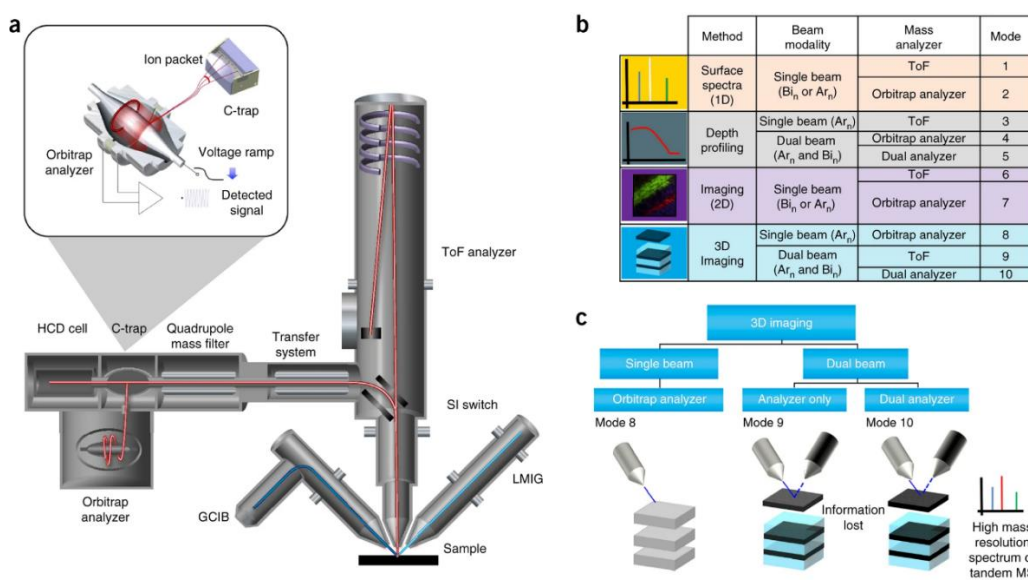 a
Ion packet
C-trap
Voltage ramp
Orbitrap
analyzer
Detected
signal
ToF analyzer
HCD cell
C-trap
Quadrupole
mass filter
Transfer
system
SI switch
LMIG
GCIB
Orbitrap
analyzer
Sample
b
Method Beam modality Mass analyzer Mode
Surface spectra (1D) Single beam (Biₙ or Arₙ) ToF 1
Orbitrap analyzer 2
Depth profiling Single beam (Arₙ) ToF 3
Dual beam (Arₙ and Biₙ) Orbitrap analyzer 4
Dual analyzer 5
Imaging (2D) Single beam (Biₙ or Arₙ) ToF 6
Orbitrap analyzer 7
3D Imaging Single beam (Arₙ) Orbitrap analyzer 8
Dual beam (Arₙ and Biₙ) ToF 9
Dual analyzer 10
c
3D imaging
Single beam Dual beam
Orbitrap analyzer Analyzer only Dual analyzer
Mode 8 Mode 9 Mode 10
Information
lost
High mass
resolution
spectrum
tandem